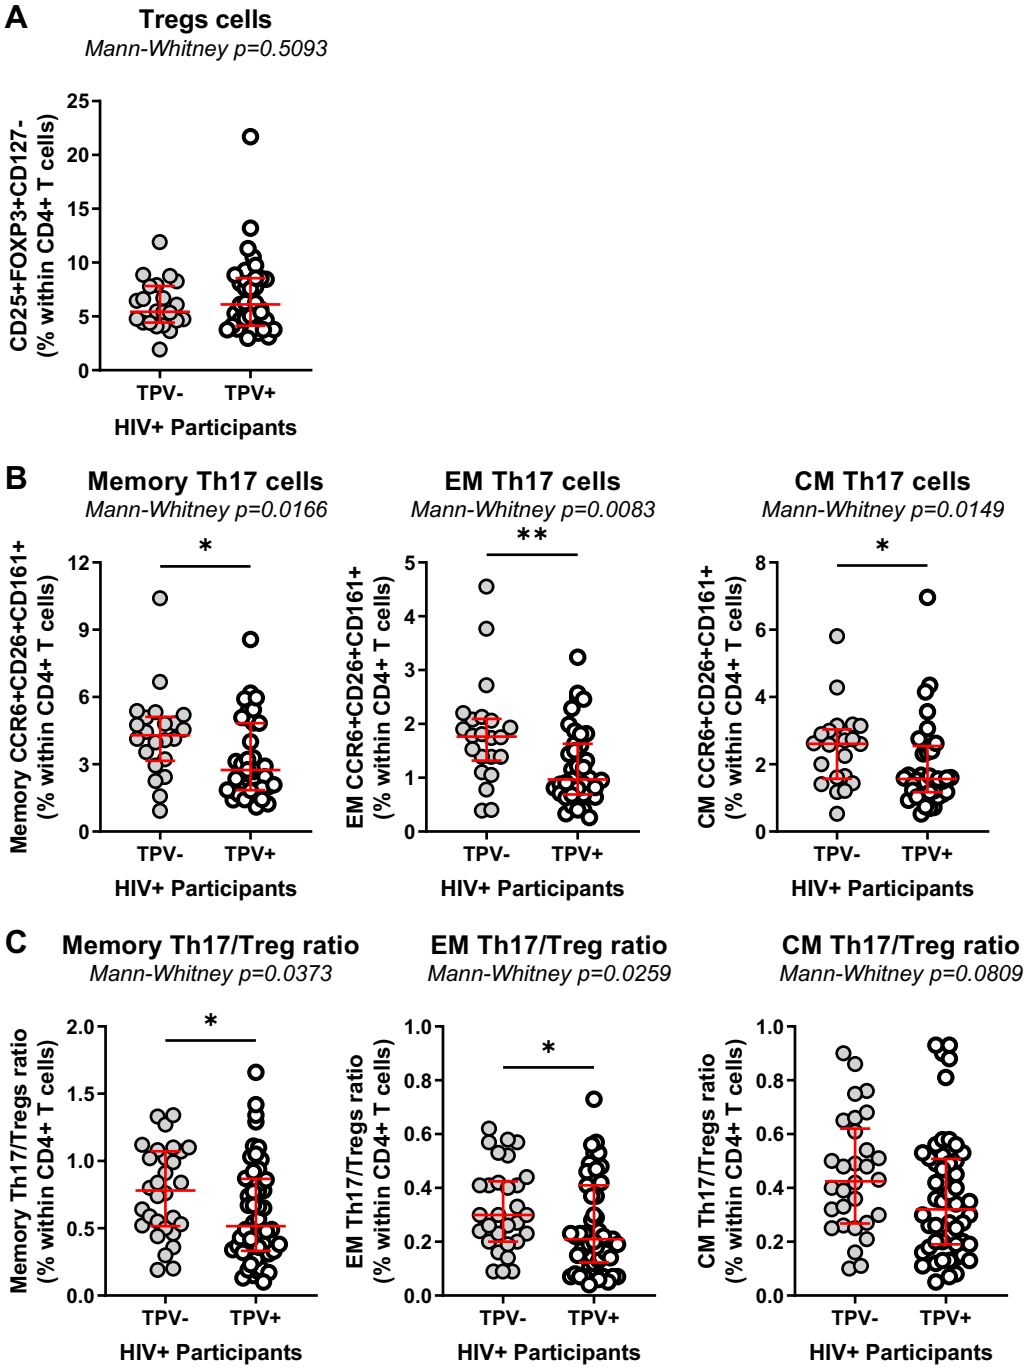 A
Tregs cells
Mann-Whitney p=0.5093
CD25+FOXP3+CD127-
(% within CD4+ T cells)
25
20
15
10
5
0
TPV-
TPV+
HIV+ Participants
B
Memory Th17 cells
Mann-Whitney p=0.0166
*
Memory CCR6+CD26+CD161+
(% within CD4+ T cells)
12
9
6
3
0
TPV-
TPV+
HIV+ Participants
EM Th17 cells
Mann-Whitney p=0.0083
**
EM CCR6+CD26+CD161+
(% within CD4+ T cells)
5
4
3
2
1
0
TPV-
TPV+
HIV+ Participants
CM Th17 cells
Mann-Whitney p=0.0149
*
CM CCR6+CD26+CD161+
(% within CD4+ T cells)
8
6
4
2
0
TPV-
TPV+
HIV+ Participants
C
Memory Th17/Treg ratio
Mann-Whitney p=0.0373
*
Memory Th17/Tregs ratio
(% within CD4+ T cells)
2.0
1.5
1.0
0.5
0.0
TPV-
TPV+
HIV+ Participants
EM Th17/Treg ratio
Mann-Whitney p=0.0259
*
EM Th17/Tregs ratio
(% within CD4+ T cells)
1.0
0.8
0.6
0.4
0.2
0.0
TPV-
TPV+
HIV+ Participants
CM Th17/Treg ratio
Mann-Whitney p=0.0809
CM Th17/Tregs ratio
(% within CD4+ T cells)
1.0
0.8
0.6
0.4
0.2
0.0
TPV-
TPV+
HIV+ Participants